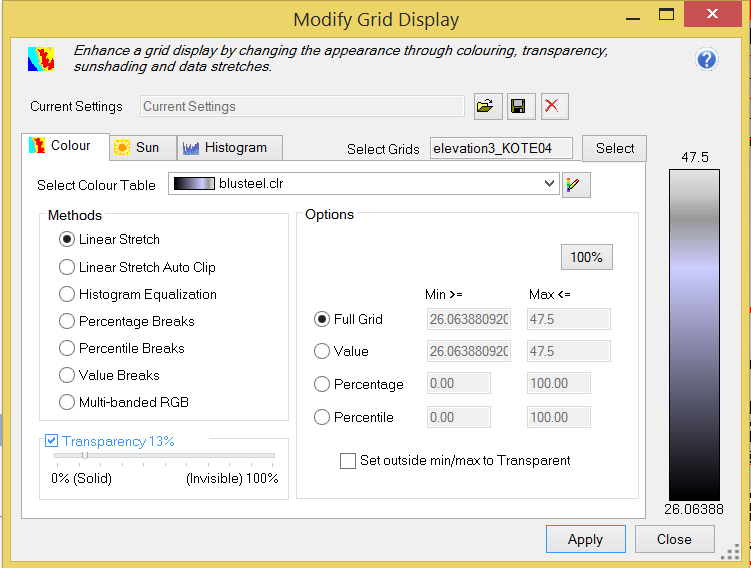 Modify Grid Display
Enhance a grid display by changing the appearance through colouring, transparency,
sunshading and data stretches.
Current Settings
Current Settings
Colour
Sun
Histogram
Select Grids
elevation3_KOTE04
Select
Select Colour Table
blusteel.clr
Methods
Linear Stretch
Linear Stretch Auto Clip
Histogram Equalization
Percentage Breaks
Percentile Breaks
Value Breaks
Multi-banded RGB
Transparency 13%
0% (Solid)
(Invisible) 100%
Options
100%
Min >=
Max <=
Full Grid
26.063880920
47.5
Value
26.063880920
47.5
Percentage
0.00
100.00
Percentile
0.00
100.00
Set outside min/max to Transparent
47.5
26.06388
Apply
Close